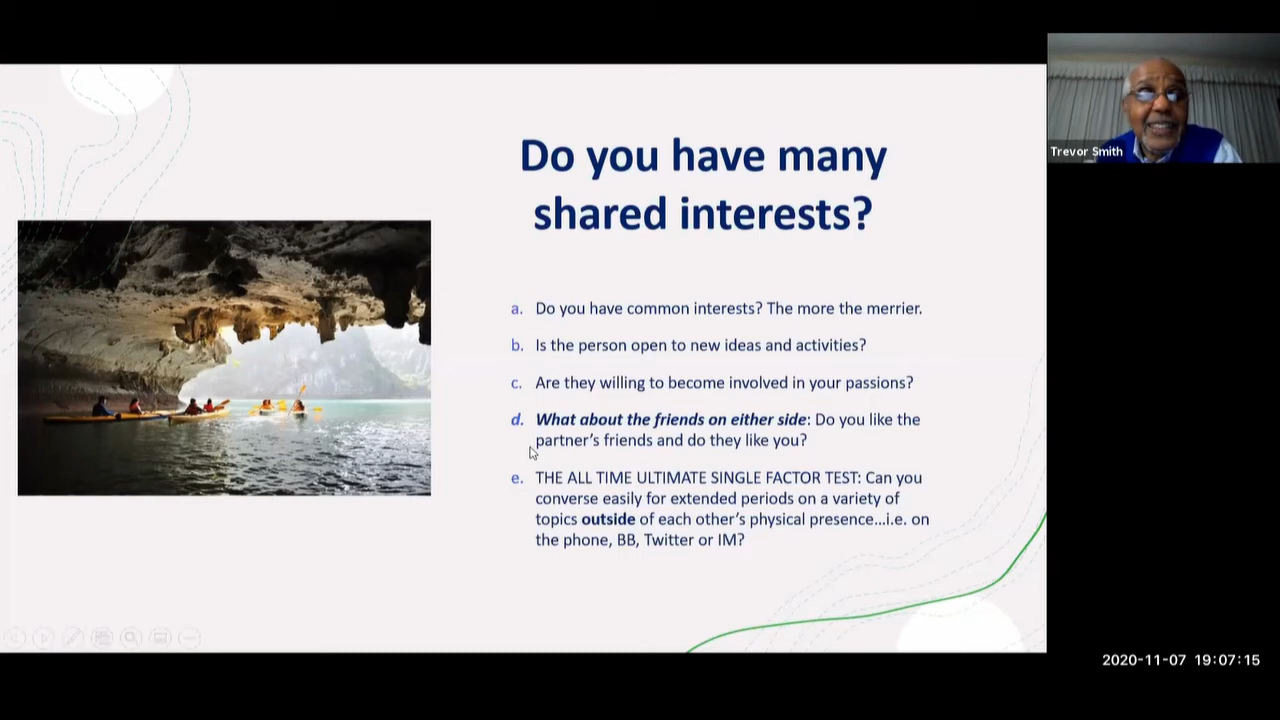 Do you have many
shared interests?
a. Do you have common interests? The more the merrier.
b. Is the person open to new ideas and activities?
c. Are they willing to become involved in your passions?
d. What about the friends on either side: Do you like the
partner's friends and do they like you?
e. THE ALL TIME ULTIMATE SINGLE FACTOR TEST: Can you
converse easily for extended periods on a variety of
topics outside of each other's physical presence...i.e. on
the phone, BB, Twitter or IM?
Trevor Smith
2020-11-07 19:07:15